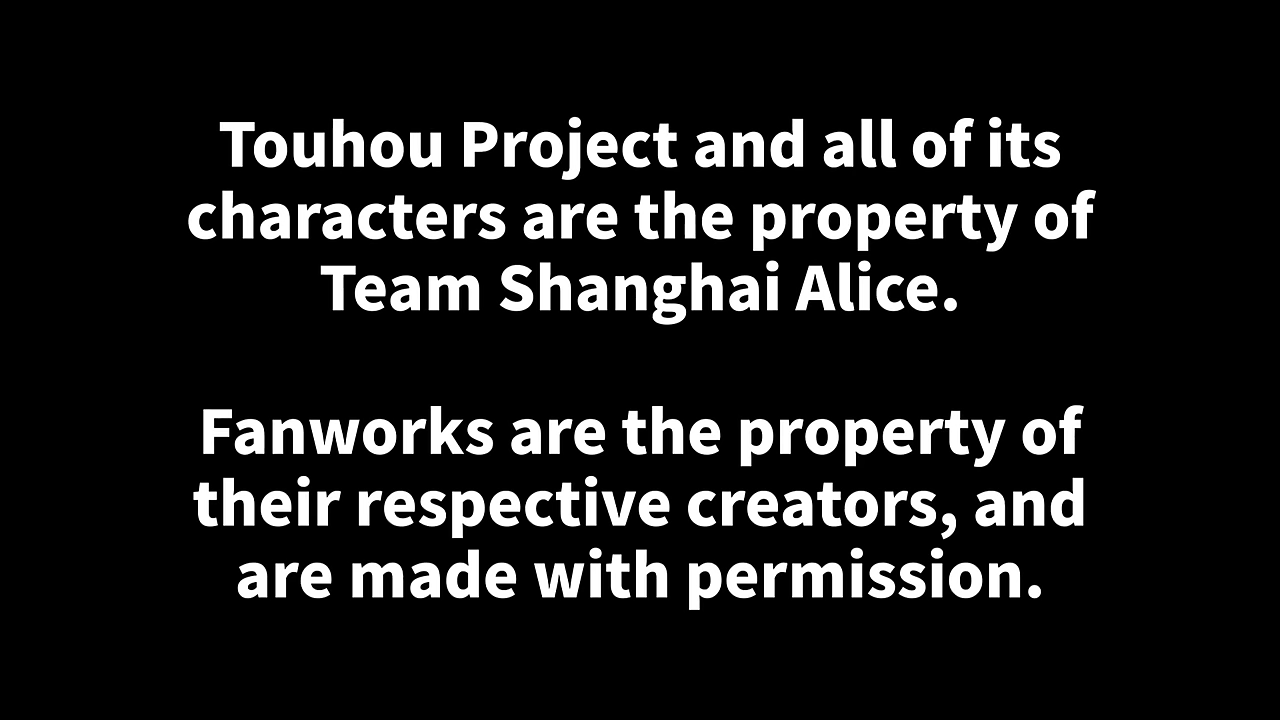 Touhou Project and all of its
characters are the property of
Team Shanghai Alice.
Fanworks are the property of
their respective creators, and
are made with permission.